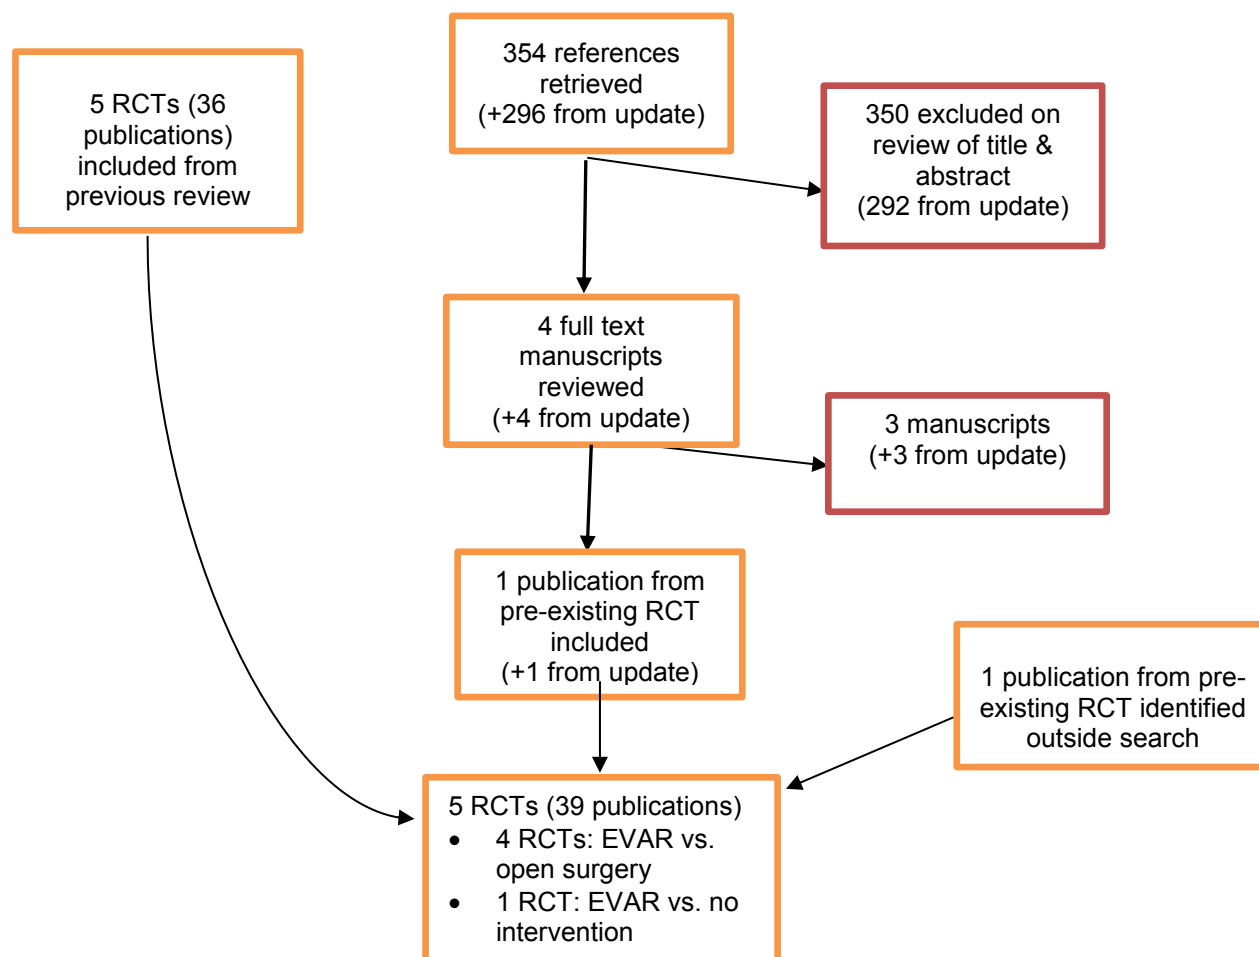 354 references
retrieved
(+296 from update)
5 RCTs (36
publications)
included from
previous review
350 excluded on
review of title &
abstract
(292 from update)
4 full text
manuscripts
reviewed
(+4 from update)
3 manuscripts
(+3 from update)
1 publication from
pre-existing RCT
included
(+1 from update)
1 publication from pre-
existing RCT identified
outside search
5 RCTs (39 publications)
• 4 RCTs: EVAR vs.
open surgery
• 1 RCT: EVAR vs. no
intervention